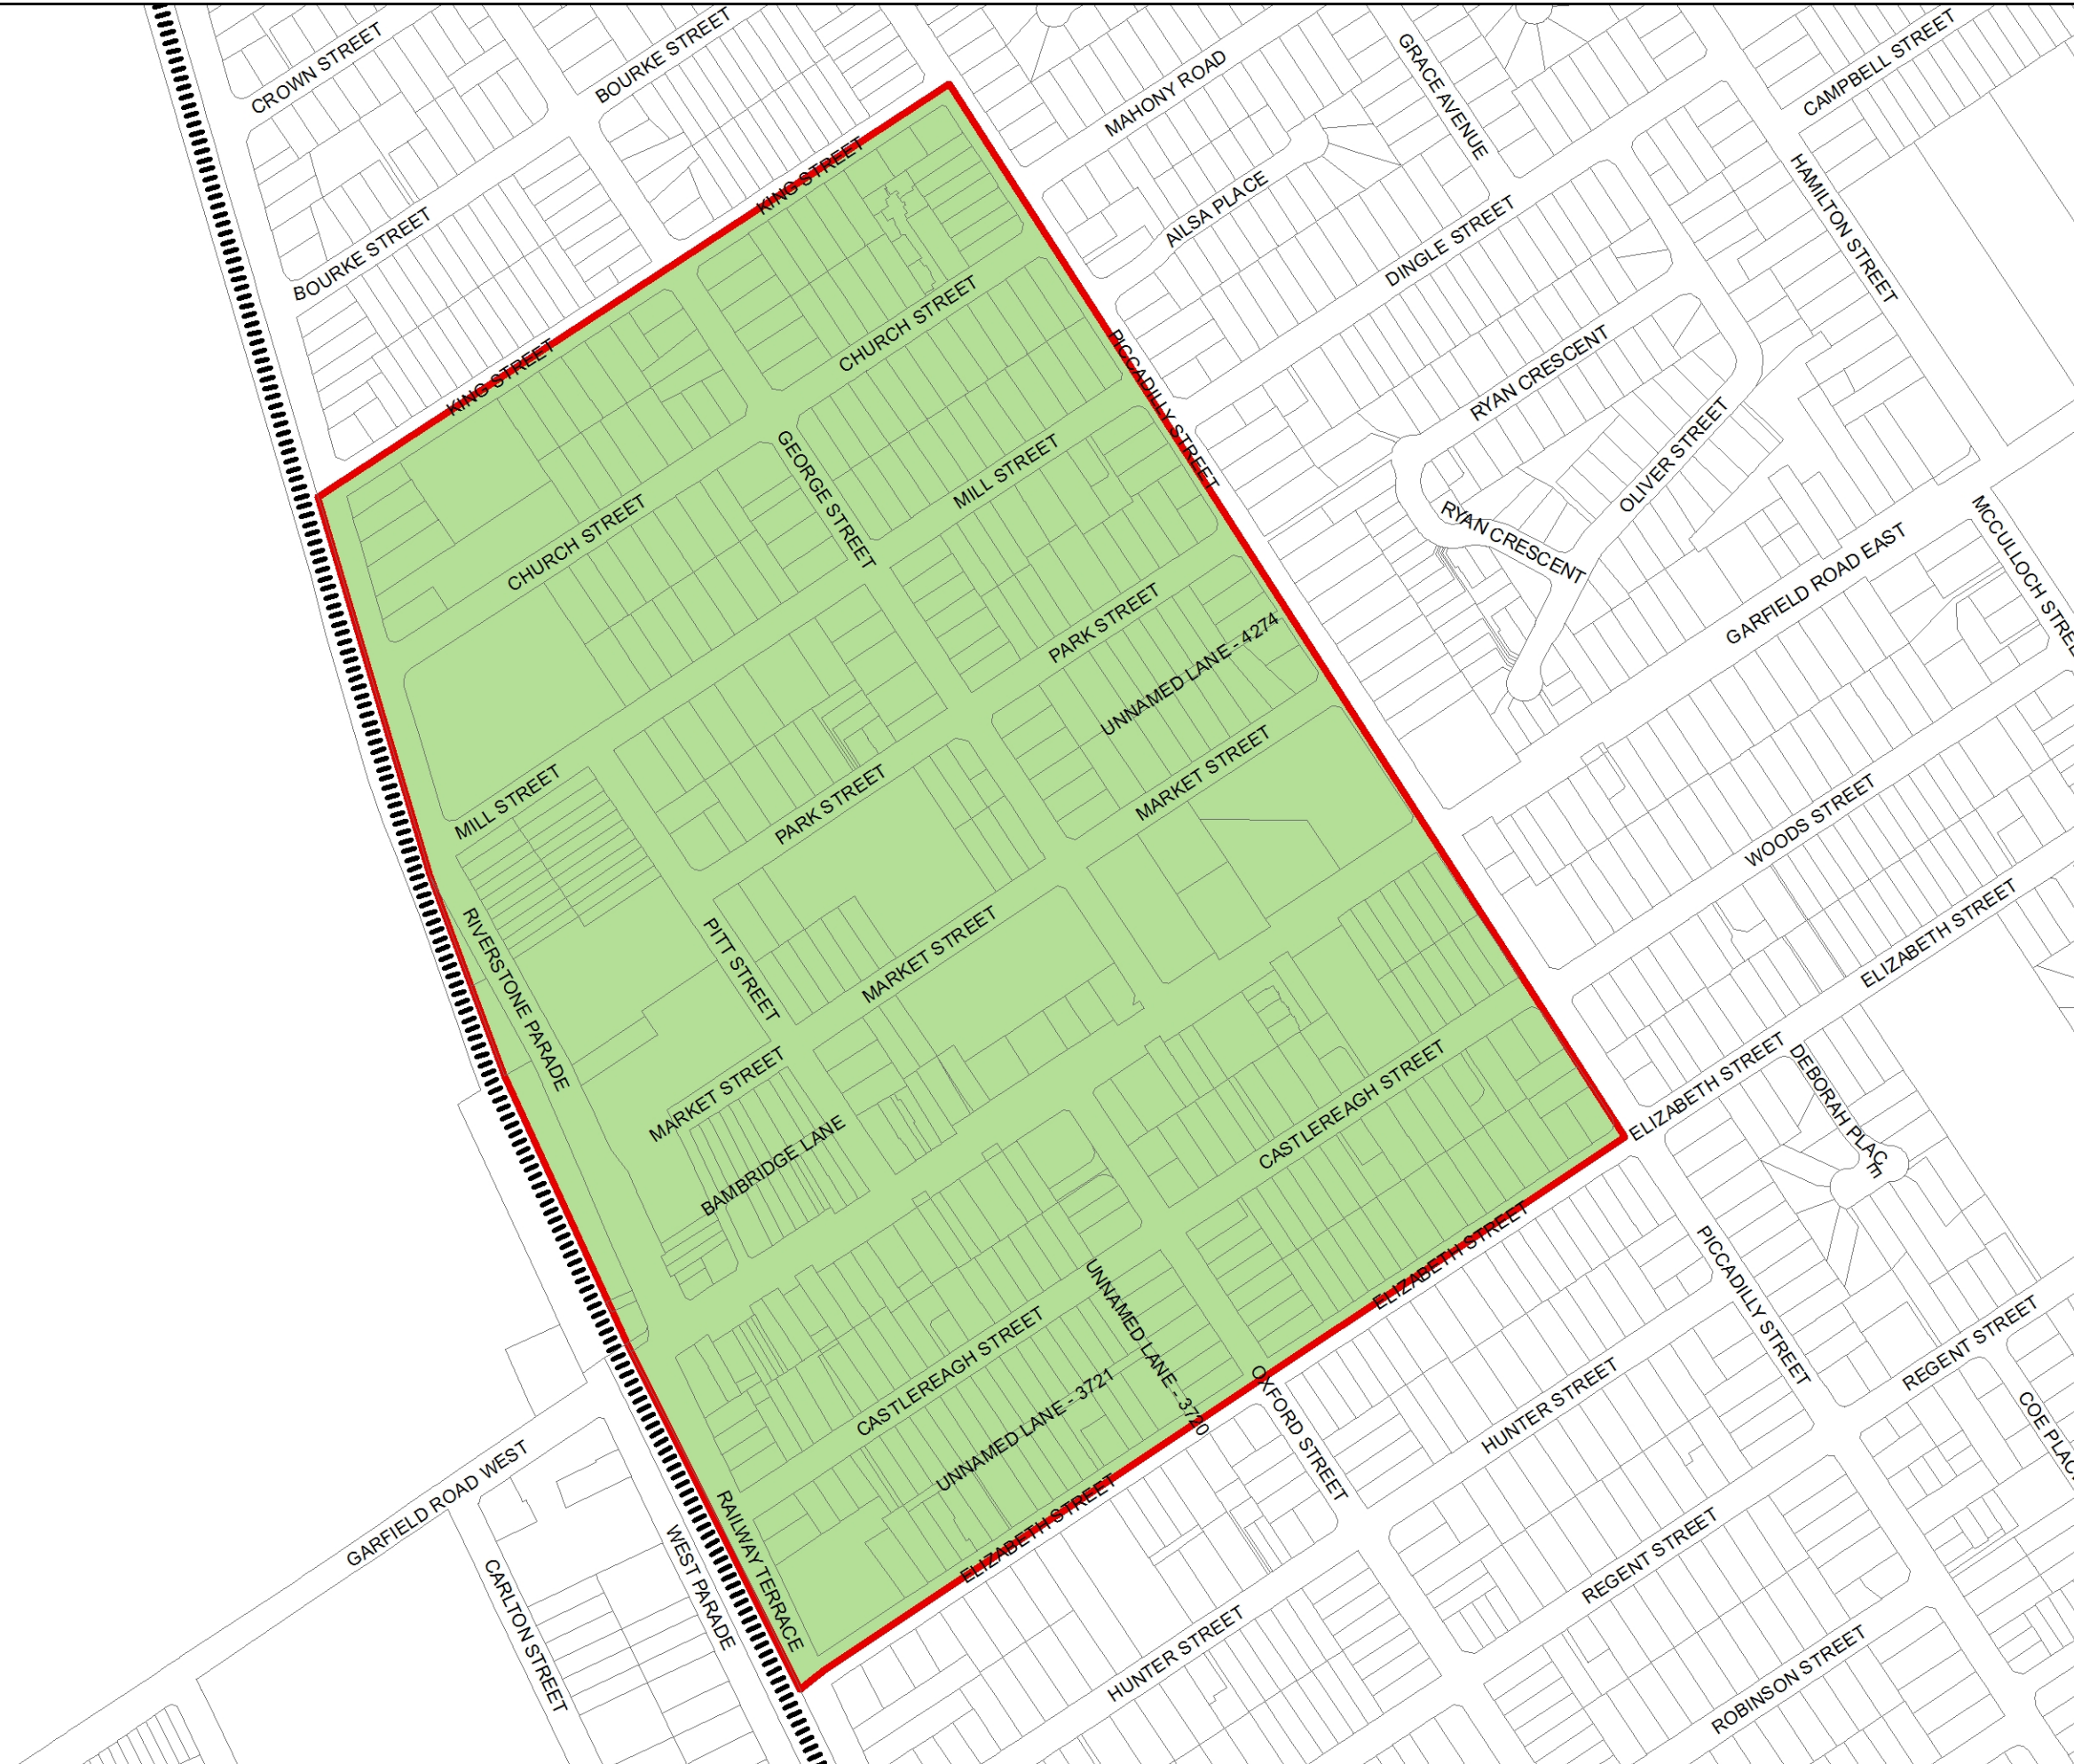 CROWN STREET
BOURKE STREET
MAHONY ROAD
GRACE AVENUE
CAMPBELL STREET
KING STREET
AILSA PLACE
HAMILTON STREET
BOURKE STREET
DINGLE STREET
CHURCH STREET
PICCADILLY STREET
KING STREET
RYAN CRESCENT
GEORGE STREET
MILL STREET
OLIVER STREET
CHURCH STREET
RYAN CRESCENT
MCCULLOCH STREE
GARFIELD ROAD EAST
PARK STREET
UNNAMED LANE - 4274
MILL STREET
PARK STREET
MARKET STREET
WOODS STREET
RIVERSTONE PARADE
PITT STREET
MARKET STREET
ELIZABETH STREET
MARKET STREET
BAMBRIDGE LANE
CASTLEREAGH STREET
ELIZABETH STREET
DEBORAH PLACE
UNNAMED LANE - 3720
ELIZABETH STREET
PICCADILLY STREET
REGENT STREET
CASTLEREAGH STREET
UNNAMED LANE - 3721
OXFORD STREET
HUNTER STREET
COE PLAC
GARFIELD ROAD WEST
RAILWAY TERRACE
WEST PARADE
ELIZABETH STREET
CARLTON STREET
REGENT STREET
HUNTER STREET
ROBINSON STREET